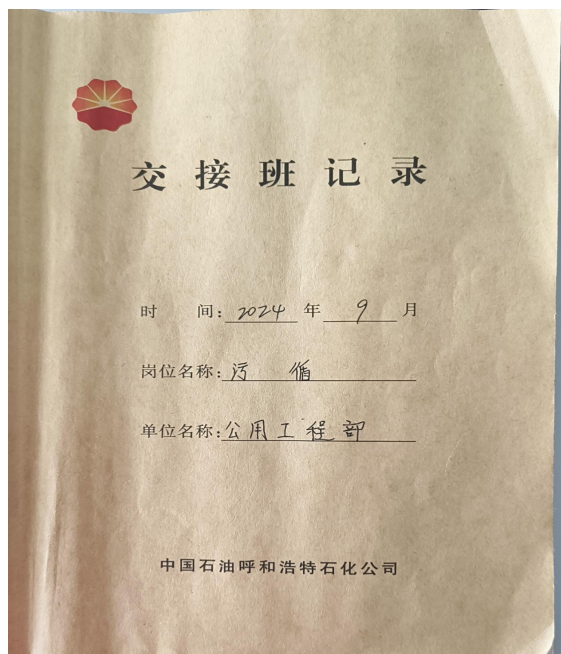 交接班记录
时 间：2024 年 9 月
岗位名称：污 循
单位名称：公用工程部
中国石油呼和浩特石化公司